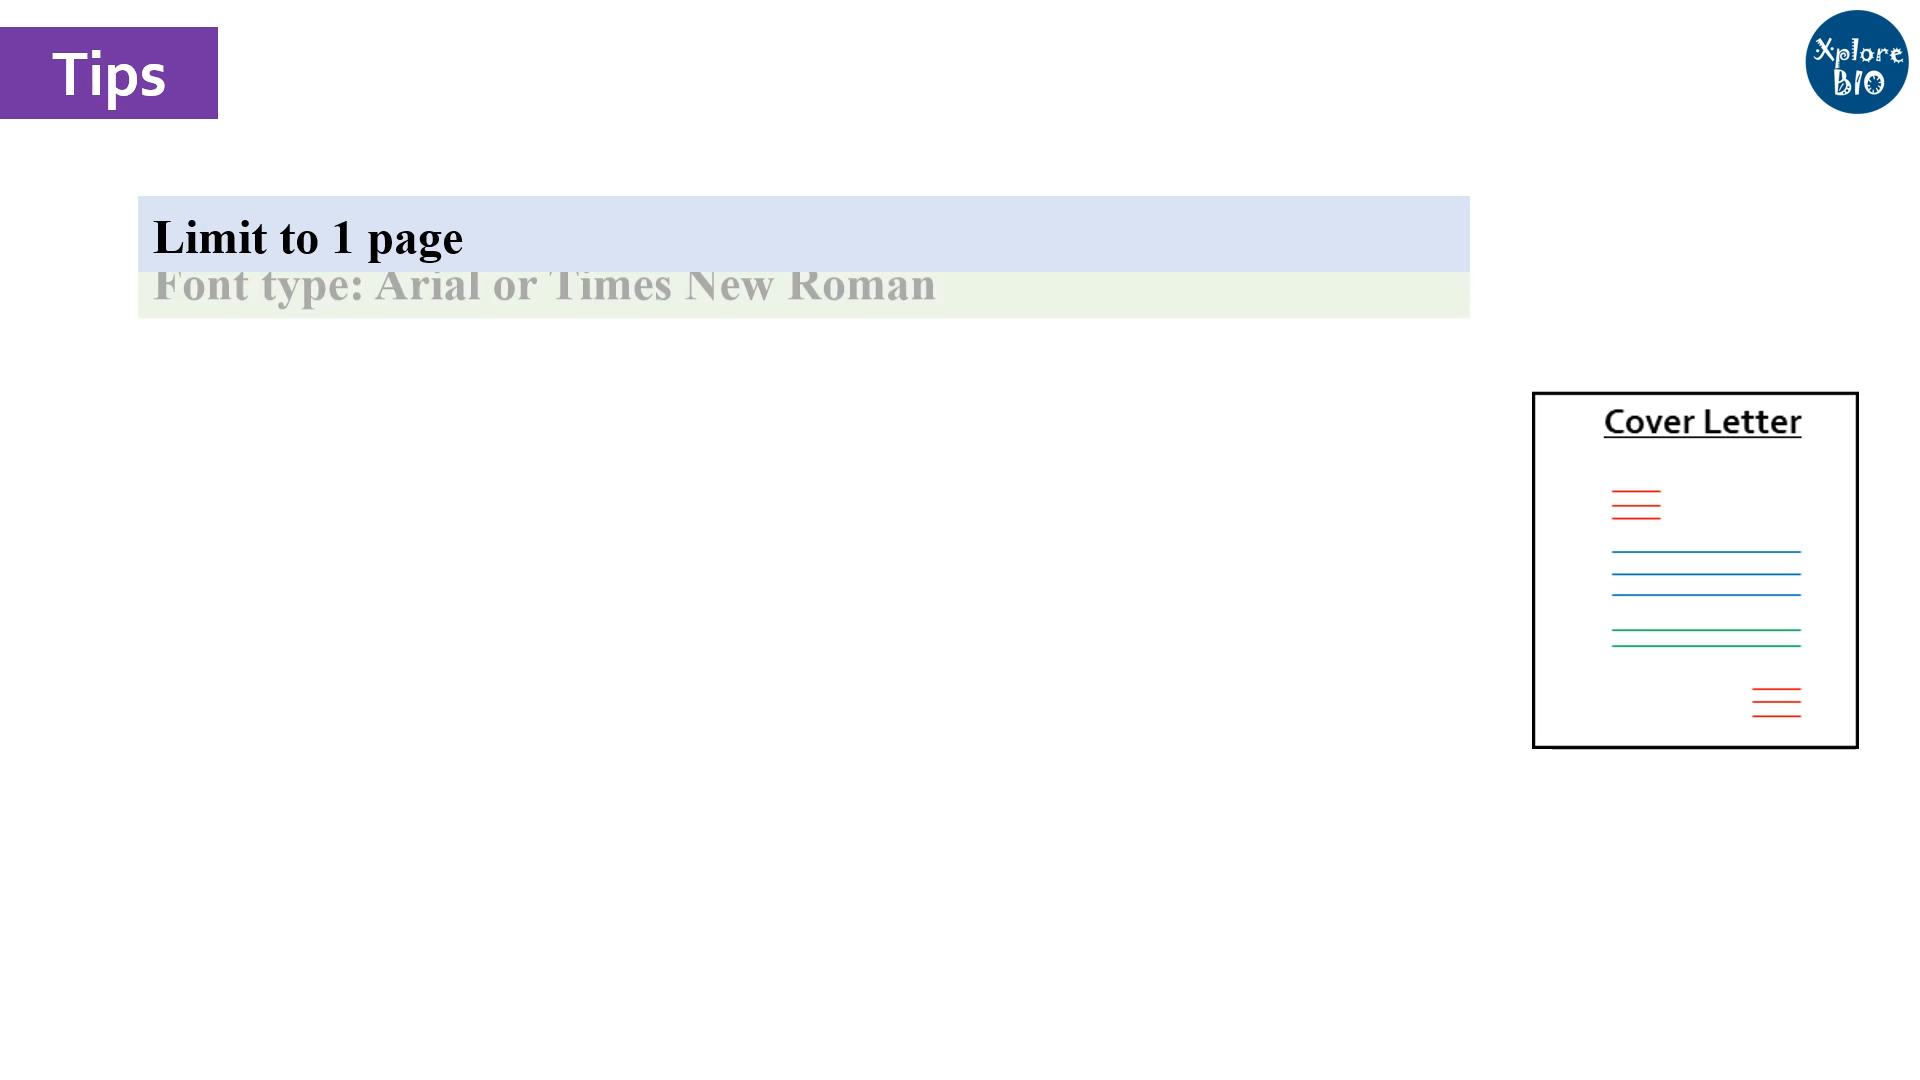 Tips
Xplore
BIO
Limit to 1 page
Font type: Arial or Times New Roman
Cover Letter